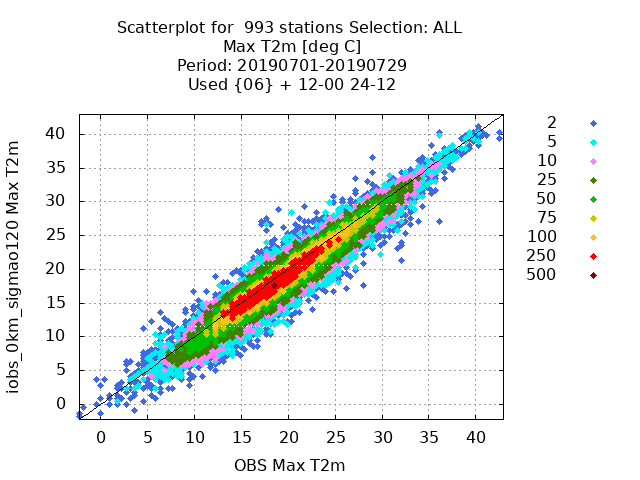 Scatterplot for  993 stations Selection: ALL
Max T2m [deg C]
Period: 20190701-20190729
Used {06} + 12-00 24-12
iobs_0km_sigmao120 Max T2m
40
35
30
25
20
15
10
5
0
0 5 10 15 20 25 30 35 40
OBS Max T2m
2
5
10
25
50
75
100
250
500